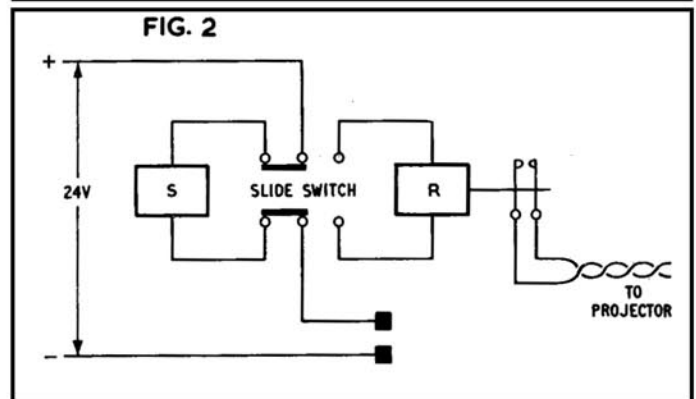 FIG. 2
+
24V
S
SLIDE SWITCH
R
TO
PROJECTOR
−